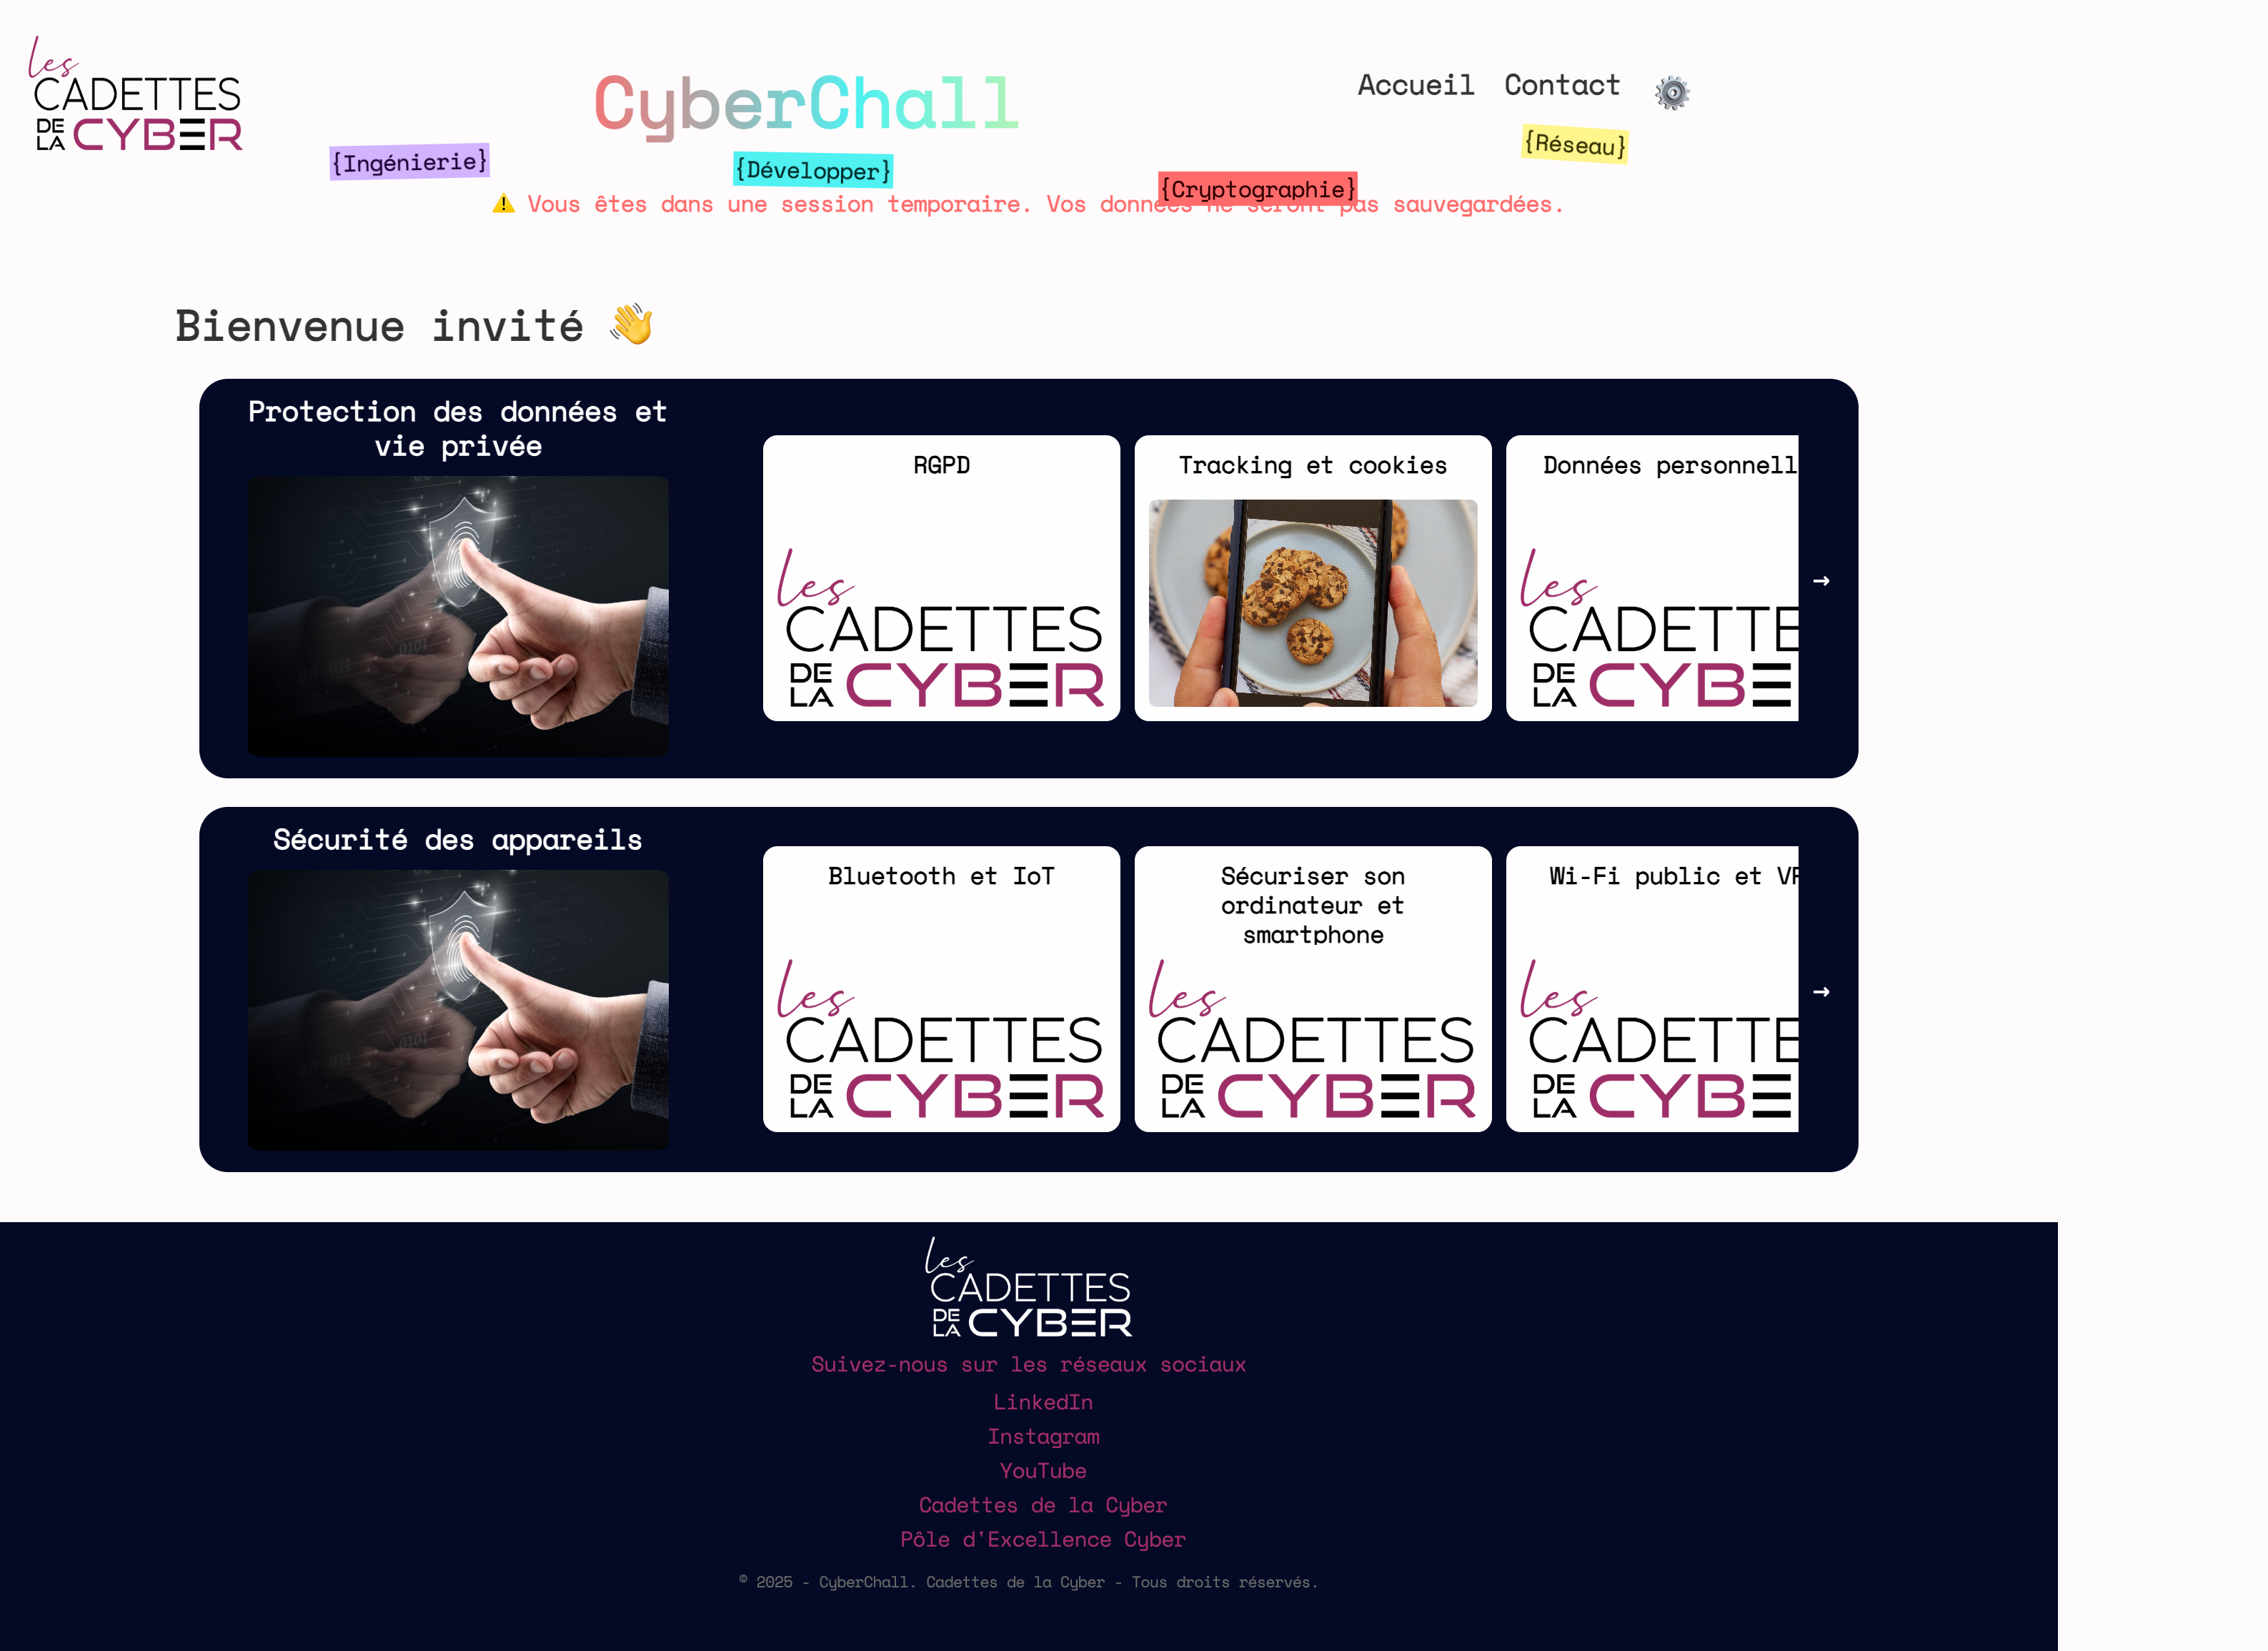 les
CADETTES
DE LA CYBER
CyberChall
Accueil Contact
{Réseau}
{Ingénierie}
{Développer}
{Cryptographie}
⚠️ Vous êtes dans une session temporaire. Vos données ne seront pas sauvegardées.
Bienvenue invité 👋
Protection des données et
vie privée
RGPD
les
CADETTES
DE LA CYBER
Tracking et cookies
Données personnell
les
CADETTE
DE LA CYBE
→
Sécurité des appareils
Bluetooth et IoT
les
CADETTES
DE LA CYBER
Sécuriser son
ordinateur et
smartphone
les
CADETTES
DE LA CYBER
Wi-Fi public et VP
les
CADETTE
DE LA CYBE
→
les
CADETTES
DE LA CYBER
Suivez-nous sur les réseaux sociaux
LinkedIn
Instagram
YouTube
Cadettes de la Cyber
Pôle d'Excellence Cyber
© 2025 - CyberChall. Cadettes de la Cyber - Tous droits réservés.